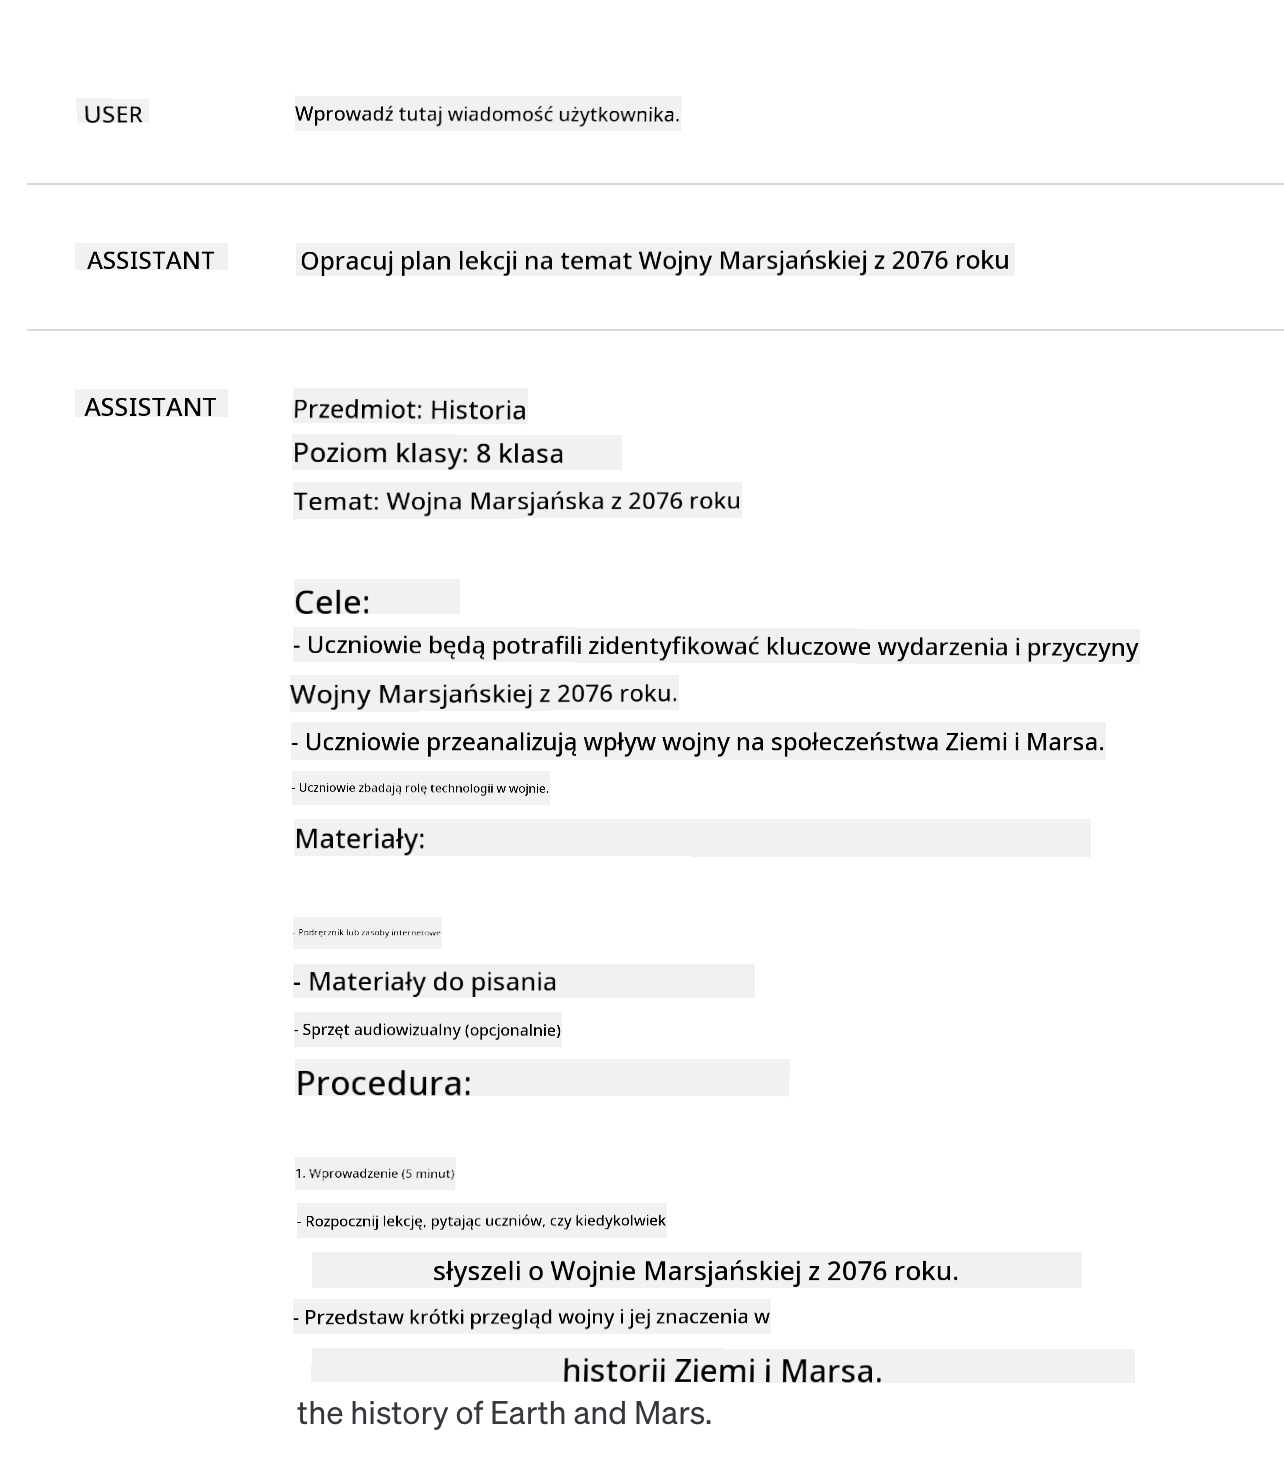 USER
Wprowadź tutaj wiadomość użytkownika.
ASSISTANT
Opracuj plan lekcji na temat Wojny Marsjańskiej z 2076 roku
ASSISTANT
Przedmiot: Historia
Poziom klasy: 8 klasa
Temat: Wojna Marsjańska z 2076 roku
Cele:
- Uczniowie będą potrafili zidentyfikować kluczowe wydarzenia i przyczyny
Wojny Marsjańskiej z 2076 roku.
- Uczniowie przeanalizują wpływ wojny na społeczeństwa Ziemi i Marsa.
- Uczniowie zbadają rolę technologii w wojnie.
Materiały:
- Podręcznik lub zasoby internetowe
- Materiały do pisania
- Sprzęt audiowizualny (opcjonalnie)
Procedura:
1. Wprowadzenie (5 minut)
- Rozpocznij lekcję, pytając uczniów, czy kiedykolwiek
słyszeli o Wojnie Marsjańskiej z 2076 roku.
- Przedstaw krótki przegląd wojny i jej znaczenia w
historii Ziemi i Marsa.
the history of Earth and Mars.